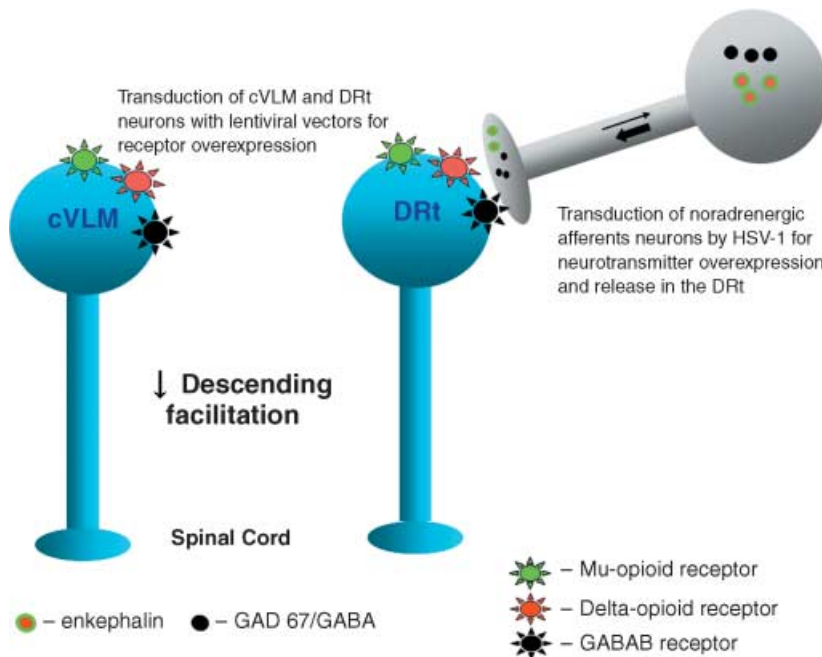 Transduction of cVLM and DRt
neurons with lentiviral vectors for
receptor overexpression
cVLM
DRt
Transduction of noradrenergic
afferents neurons by HSV-1 for
neurotransmitter overexpression
and release in the DRt
↓ Descending
facilitation
Spinal Cord
– enkephalin
– GAD 67/GABA
– Mu-opioid receptor
– Delta-opioid receptor
– GABAB receptor